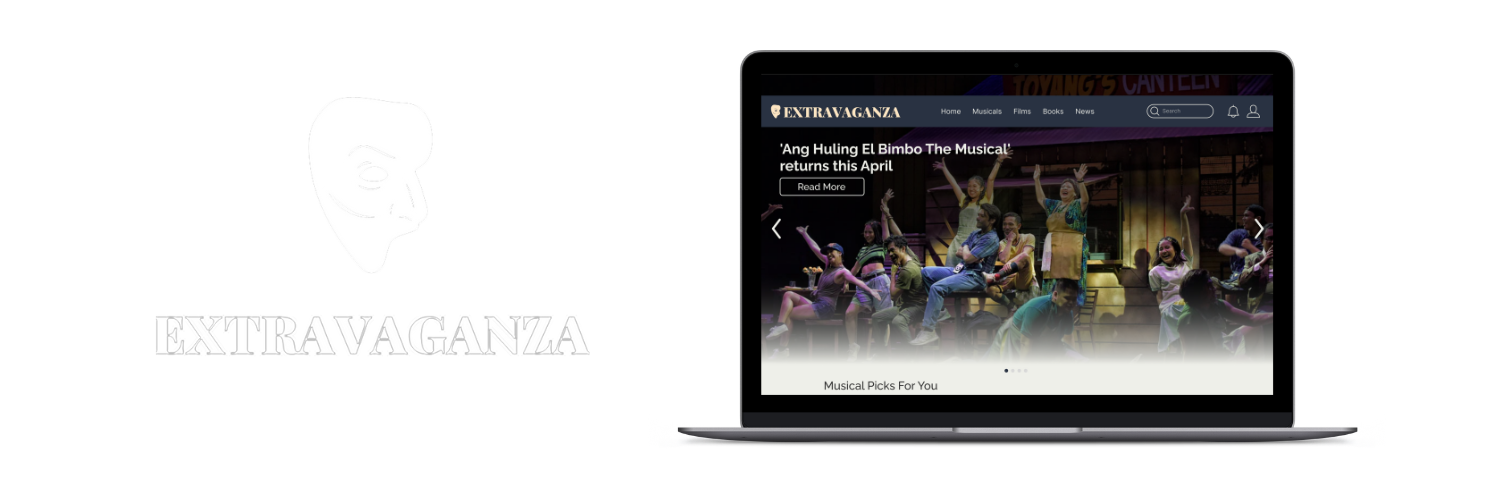 EXTRAVAGANZA
TOYANG'S CANTEEN
EXTRAVAGANZA
Home Musicals Films Books News
Search
'Ang Huling El Bimbo The Musical'
returns this April
Read More
Musical Picks For You